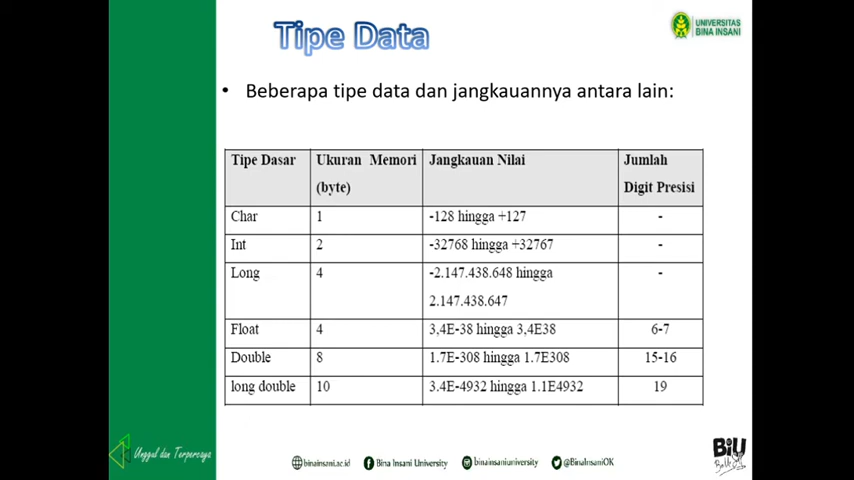 Tipe Data
UNIVERSITAS
BINA INSANI
• Beberapa tipe data dan jangkauannya antara lain:
Tipe Dasar
Ukuran Memori
(byte)
Jangkauan Nilai
Jumlah
Digit Presisi
Char 1 -128 hingga +127 -
Int 2 -32768 hingga +32767 -
Long 4 -2.147.438.648 hingga -
2.147.438.647
Float 4 3,4E-38 hingga 3,4E38 6-7
Double 8 1.7E-308 hingga 1.7E308 15-16
long double 10 3.4E-4932 hingga 1.1E4932 19
Unggul dan Terpercaya
binainsani.ac.id Bina Insani University binainsaniuniversity @BinaInsaniOK
BiU